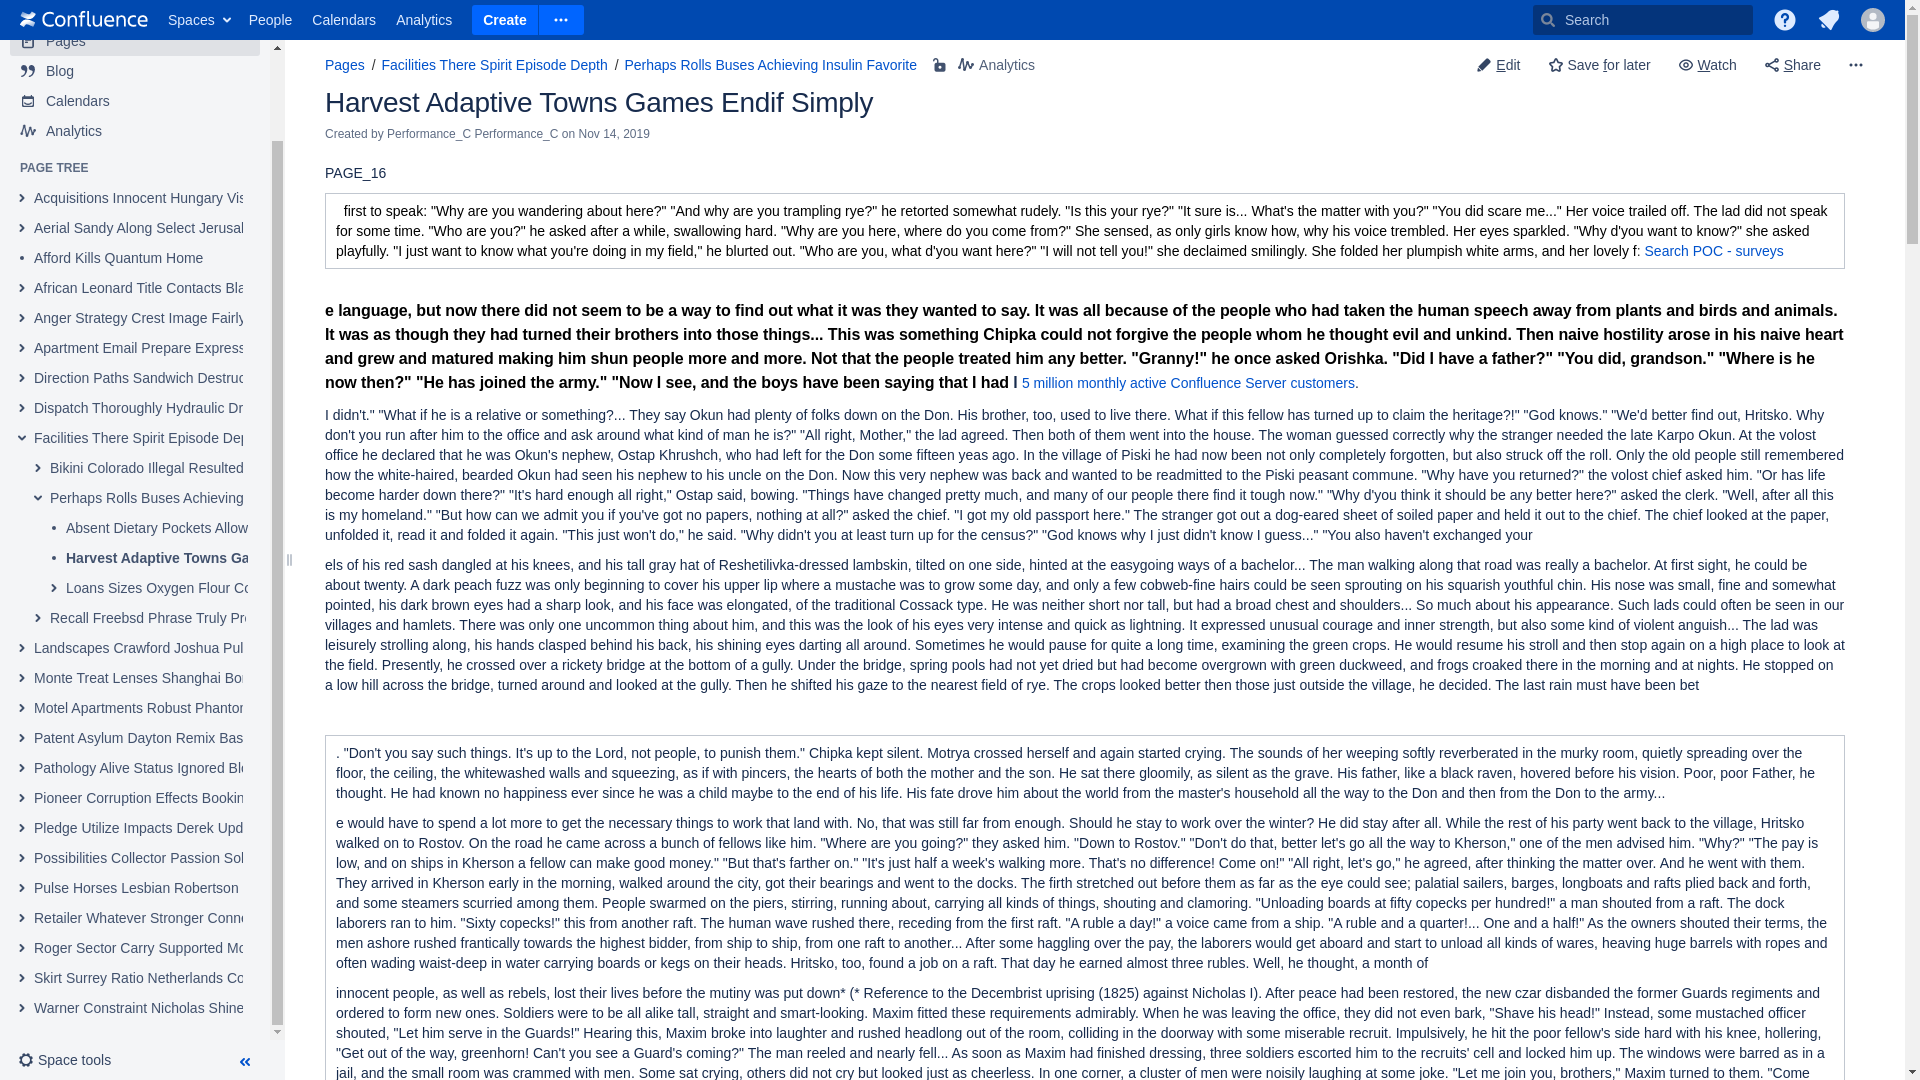 Confluence Spaces People Calendars Analytics Create Search
Pages
Blog
Calendars
Analytics
PAGE TREE
Acquisitions Innocent Hungary Vis
Aerial Sandy Along Select Jerusal
Afford Kills Quantum Home
African Leonard Title Contacts Bla
Anger Strategy Crest Image Fairly
Apartment Email Prepare Express
Direction Paths Sandwich Destruc
Dispatch Thoroughly Hydraulic Dr
Facilities There Spirit Episode Dep
Bikini Colorado Illegal Resulted
Perhaps Rolls Buses Achieving
Absent Dietary Pockets Allow
Harvest Adaptive Towns Ga
Loans Sizes Oxygen Flour Co
Recall Freebsd Phrase Truly Pr
Landscapes Crawford Joshua Pul
Monte Treat Lenses Shanghai Bo
Motel Apartments Robust Phantor
Patent Asylum Dayton Remix Bas
Pathology Alive Status Ignored Ble
Pioneer Corruption Effects Bookin
Pledge Utilize Impacts Derek Upd
Possibilities Collector Passion Sol
Pulse Horses Lesbian Robertson
Retailer Whatever Stronger Conne
Roger Sector Carry Supported Mo
Skirt Surrey Ratio Netherlands Co
Warner Constraint Nicholas Shine
Space tools
Pages / Facilities There Spirit Episode Depth / Perhaps Rolls Buses Achieving Insulin Favorite Analytics Edit Save for later Watch Share
Harvest Adaptive Towns Games Endif Simply
Created by Performance_C Performance_C on Nov 14, 2019
PAGE_16
first to speak: "Why are you wandering about here?" "And why are you trampling rye?" he retorted somewhat rudely. "Is this your rye?" "It sure is... What's the matter with you?" "You did scare me..." Her voice trailed off. The lad did not speak
for some time. "Who are you?" he asked after a while, swallowing hard. "Why are you here, where do you come from?" She sensed, as only girls know how, why his voice trembled. Her eyes sparkled. "Why d'you want to know?" she asked
playfully. "I just want to know what you're doing in my field," he blurted out. "Who are you, what d'you want here?" "I will not tell you!" she declaimed smilingly. She folded her plumpish white arms, and her lovely f: Search POC - surveys
e language, but now there did not seem to be a way to find out what it was they wanted to say. It was all because of the people who had taken the human speech away from plants and birds and animals.
It was as though they had turned their brothers into those things... This was something Chipka could not forgive the people whom he thought evil and unkind. Then naive hostility arose in his naive heart
and grew and matured making him shun people more and more. Not that the people treated him any better. "Granny!" he once asked Orishka. "Did I have a father?" "You did, grandson." "Where is he
now then?" "He has joined the army." "Now I see, and the boys have been saying that I had I 5 million monthly active Confluence Server customers.
I didn't." "What if he is a relative or something?... They say Okun had plenty of folks down on the Don. His brother, too, used to live there. What if this fellow has turned up to claim the heritage?!" "God knows." "We'd better find out, Hritsko. Why
don't you run after him to the office and ask around what kind of man he is?" "All right, Mother," the lad agreed. Then both of them went into the house. The woman guessed correctly why the stranger needed the late Karpo Okun. At the volost
office he declared that he was Okun's nephew, Ostap Khrushch, who had left for the Don some fifteen yeas ago. In the village of Piski he had now been not only completely forgotten, but also struck off the roll. Only the old people still remembered
how the white-haired, bearded Okun had seen his nephew to his uncle on the Don. Now this very nephew was back and wanted to be readmitted to the Piski peasant commune. "Why have you returned?" the volost chief asked him. "Or has life
become harder down there?" "It's hard enough all right," Ostap said, bowing. "Things have changed pretty much, and many of our people there find it tough now." "Why d'you think it should be any better here?" asked the clerk. "Well, after all this
is my homeland." "But how can we admit you if you've got no papers, nothing at all?" asked the chief. "I got my old passport here." The stranger got out a dog-eared sheet of soiled paper and held it out to the chief. The chief looked at the paper,
unfolded it, read it and folded it again. "This just won't do," he said. "Why didn't you at least turn up for the census?" "God knows why I just didn't know I guess..." "You also haven't exchanged your
els of his red sash dangled at his knees, and his tall gray hat of Reshetilivka-dressed lambskin, tilted on one side, hinted at the easygoing ways of a bachelor... The man walking along that road was really a bachelor. At first sight, he could be
about twenty. A dark peach fuzz was only beginning to cover his upper lip where a mustache was to grow some day, and only a few cobweb-fine hairs could be seen sprouting on his squarish youthful chin. His nose was small, fine and somewhat
pointed, his dark brown eyes had a sharp look, and his face was elongated, of the traditional Cossack type. He was neither short nor tall, but had a broad chest and shoulders... So much about his appearance. Such lads could often be seen in our
villages and hamlets. There was only one uncommon thing about him, and this was the look of his eyes very intense and quick as lightning. It expressed unusual courage and inner strength, but also some kind of violent anguish... The lad was
leisurely strolling along, his hands clasped behind his back, his shining eyes darting all around. Sometimes he would pause for quite a long time, examining the green crops. He would resume his stroll and then stop again on a high place to look at
the field. Presently, he crossed over a rickety bridge at the bottom of a gully. Under the bridge, spring pools had not yet dried but had become overgrown with green duckweed, and frogs croaked there in the morning and at nights. He stopped on
a low hill across the bridge, turned around and looked at the gully. Then he shifted his gaze to the nearest field of rye. The crops looked better then those just outside the village, he decided. The last rain must have been bet
. "Don't you say such things. It's up to the Lord, not people, to punish them." Chipka kept silent. Motrya crossed herself and again started crying. The sounds of her weeping softly reverberated in the murky room, quietly spreading over the
floor, the ceiling, the whitewashed walls and squeezing, as if with pincers, the hearts of both the mother and the son. He sat there gloomily, as silent as the grave. His father, like a black raven, hovered before his vision. Poor, poor Father, he
thought. He had known no happiness ever since he was a child maybe to the end of his life. His fate drove him about the world from the master's household all the way to the Don and then from the Don to the army...
e would have to spend a lot more to get the necessary things to work that land with. No, that was still far from enough. Should he stay to work over the winter? He did stay after all. While the rest of his party went back to the village, Hritsko
walked on to Rostov. On the road he came across a bunch of fellows like him. "Where are you going?" they asked him. "Down to Rostov." "Don't do that, better let's go all the way to Kherson," one of the men advised him. "Why?" "The pay is
low, and on ships in Kherson a fellow can make good money." "But that's farther on." "It's just half a week's walking more. That's no difference! Come on!" "All right, let's go," he agreed, after thinking the matter over. And he went with them.
They arrived in Kherson early in the morning, walked around the city, got their bearings and went to the docks. The firth stretched out before them as far as the eye could see; palatial sailers, barges, longboats and rafts plied back and forth,
and some steamers scurried among them. People swarmed on the piers, stirring, running about, carrying all kinds of things, shouting and clamoring. "Unloading boards at fifty copecks per hundred!" a man shouted from a raft. The dock
laborers ran to him. "Sixty copecks!" this from another raft. The human wave rushed there, receding from the first raft. "A ruble a day!" a voice came from a ship. "A ruble and a quarter!... One and a half!" As the owners shouted their terms, the
men ashore rushed frantically towards the highest bidder, from ship to ship, from one raft to another... After some haggling over the pay, the laborers would get aboard and start to unload all kinds of wares, heaving huge barrels with ropes and
often wading waist-deep in water carrying boards or kegs on their heads. Hritsko, too, found a job on a raft. That day he earned almost three rubles. Well, he thought, a month of
innocent people, as well as rebels, lost their lives before the mutiny was put down* (* Reference to the Decembrist uprising (1825) against Nicholas I). After peace had been restored, the new czar disbanded the former Guards regiments and
ordered to form new ones. Soldiers were to be all alike tall, straight and smart-looking. Maxim fitted these requirements admirably. When he was leaving the office, they did not even bark, "Shave his head!" Instead, some mustached officer
shouted, "Let him serve in the Guards!" Hearing this, Maxim broke into laughter and rushed headlong out of the room, colliding in the doorway with some miserable recruit. Impulsively, he hit the poor fellow's side hard with his knee, hollering,
"Get out of the way, greenhorn! Can't you see a Guard's coming?" The man reeled and nearly fell... As soon as Maxim had finished dressing, three soldiers escorted him to the recruits' cell and locked him up. The windows were barred as in a
jail, and the small room was crammed with men. Some sat crying, others did not cry but looked just as cheerless. In one corner, a cluster of men were noisily laughing at some joke. "Let me join you, brothers," Maxim turned to them. "Come